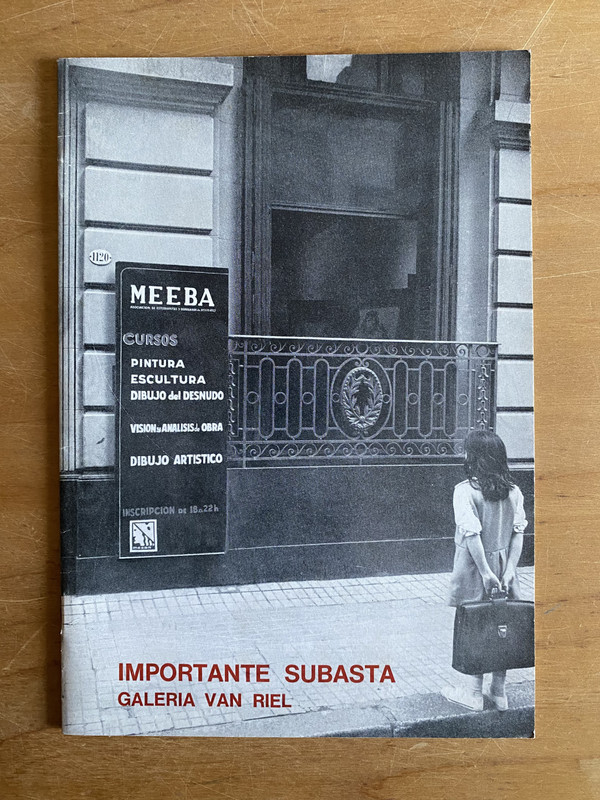 1120
MEEBA
CURSOS
PINTURA
ESCULTURA
DIBUJO del DESNUDO
VISION y ANALISIS de OBRA
DIBUJO ARTISTICO
INSCRIPCION DE 18 a 22 h
IMPORTANTE SUBASTA
GALERIA VAN RIEL